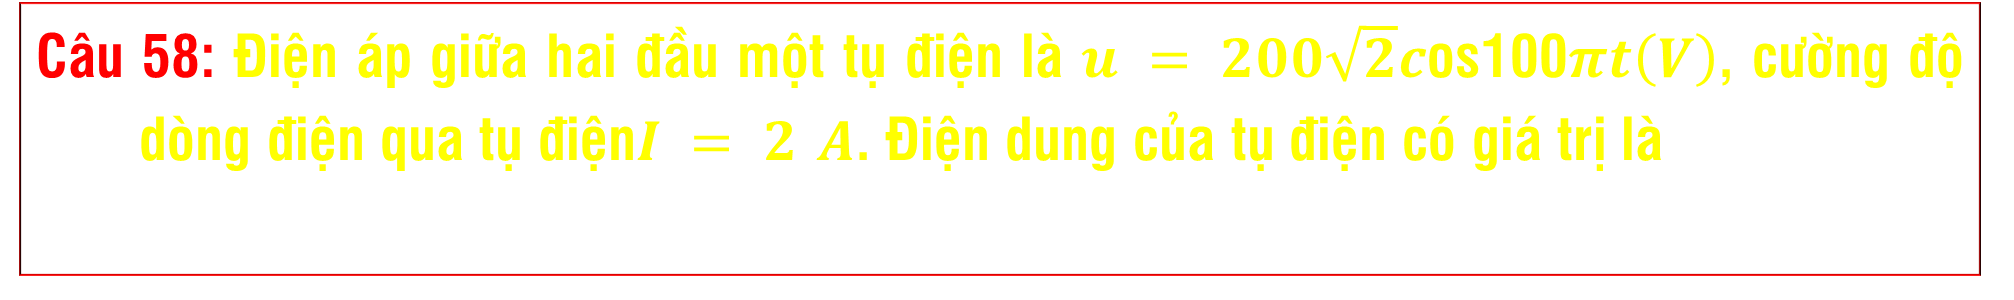 Câu 58: Điện áp giữa hai đầu một tụ điện là u = 200√2cos100πt(V), cường độ
dòng điện qua tụ điệnI = 2 A. Điện dung của tụ điện có giá trị là